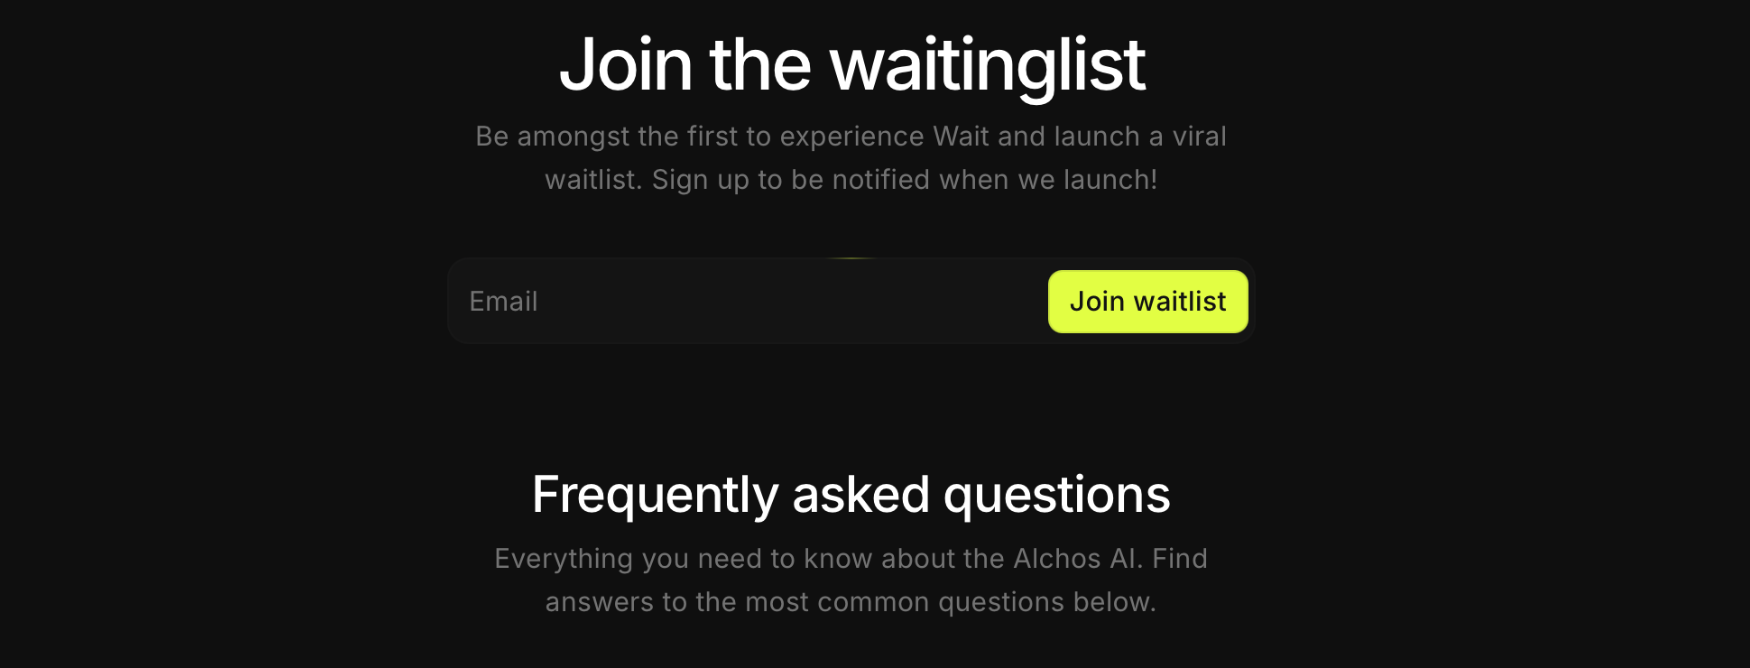 Join the waitinglist
Be amongst the first to experience Wait and launch a viral
waitlist. Sign up to be notified when we launch!
Email
Join waitlist
Frequently asked questions
Everything you need to know about the Alchos AI. Find
answers to the most common questions below.